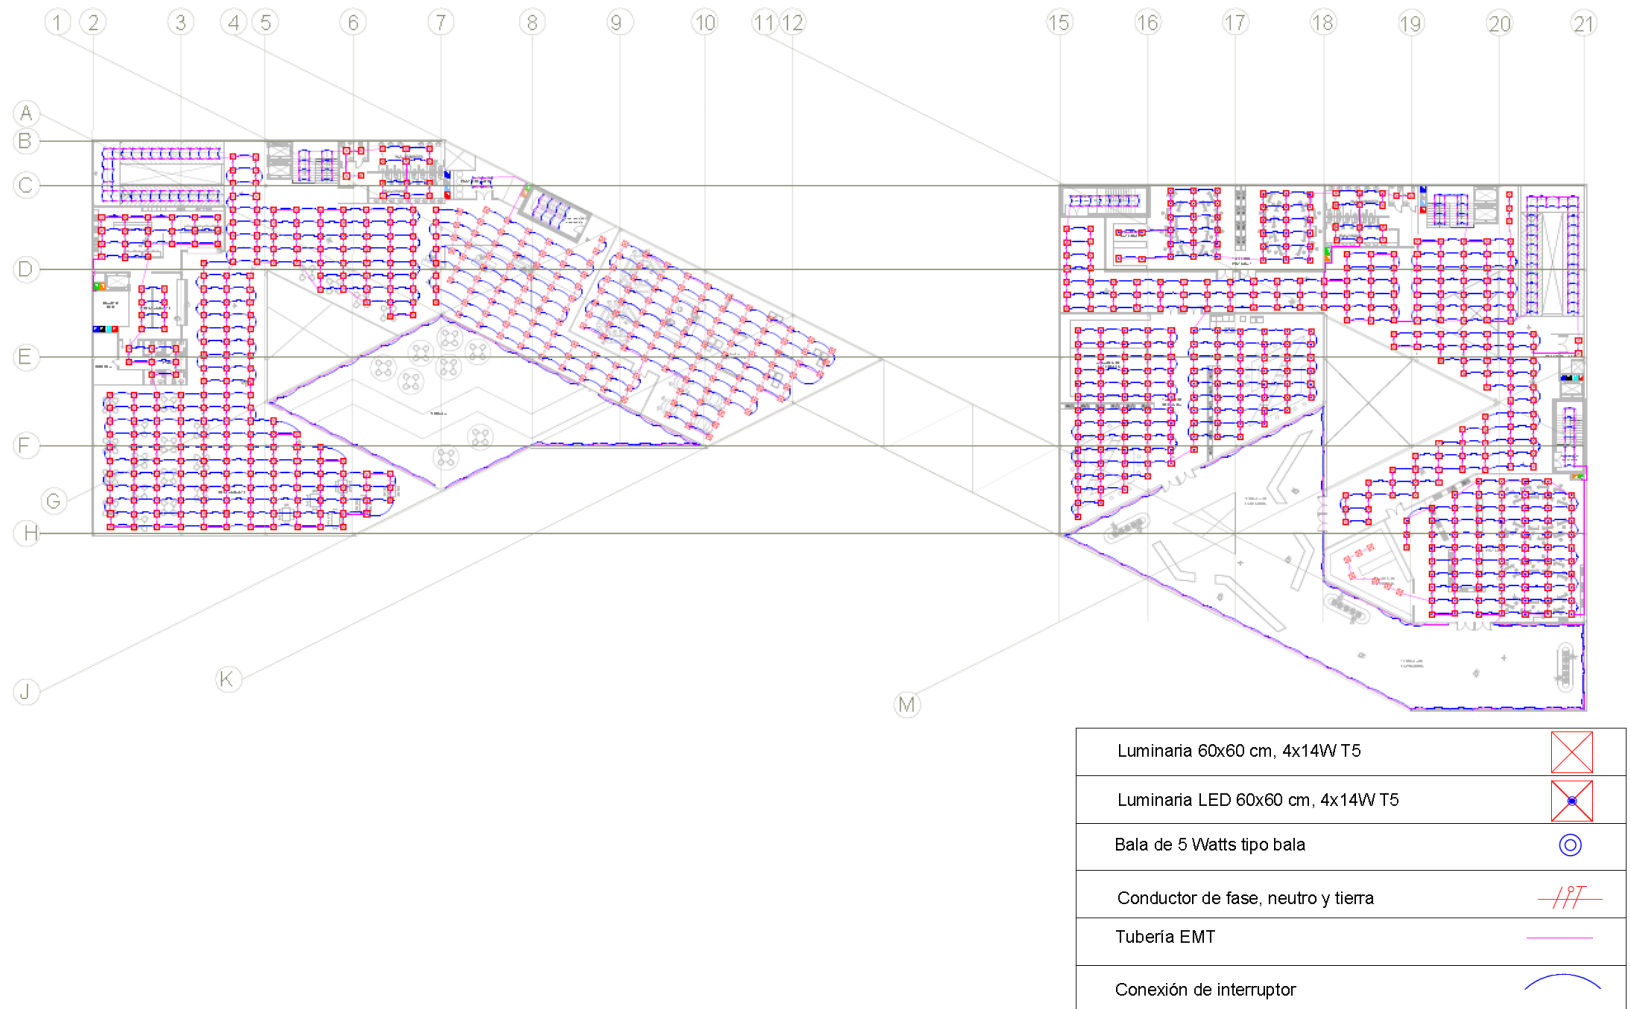 1 2 3 4 5 6 7 8 9 10 11 12 15 16 17 18 19 20 21
A
B
C
D
E
F
G
H
J
K
M
Luminaria 60x60 cm, 4x14W T5
Luminaria LED 60x60 cm, 4x14W T5
Bala de 5 Watts tipo bala
Conductor de fase, neutro y tierra
Tubería EMT
Conexión de interruptor